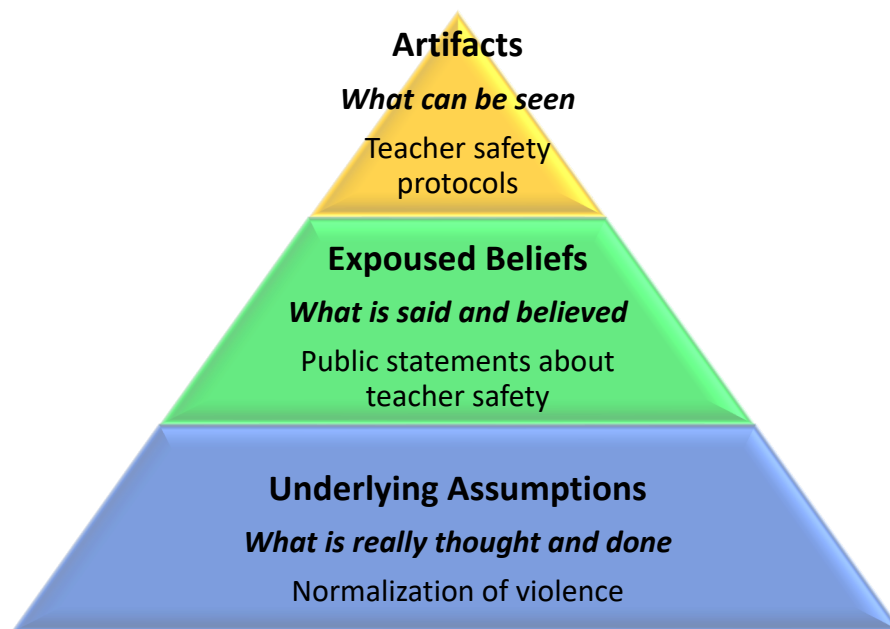 Artifacts
What can be seen
Teacher safety
protocols
Expoused Beliefs
What is said and believed
Public statements about
teacher safety
Underlying Assumptions
What is really thought and done
Normalization of violence